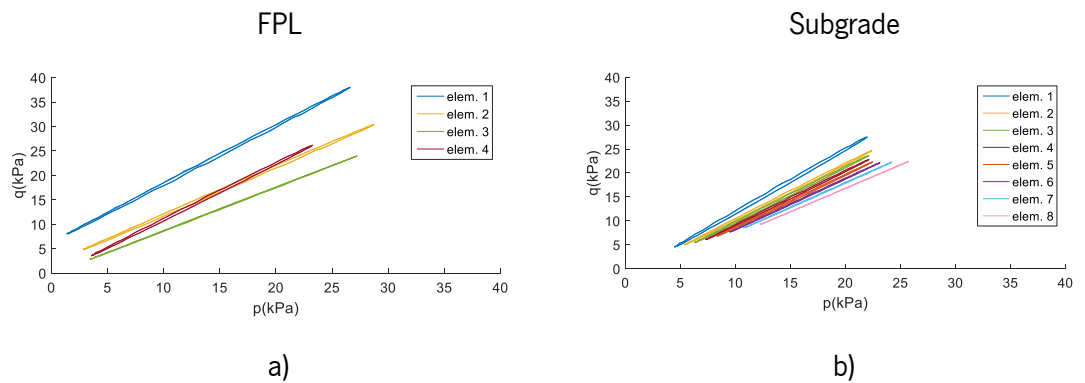 FPL
q(kPa)
40
35
30
25
20
15
10
5
0
0 5 10 15 20 25 30 35 40
p(kPa)
elem. 1
elem. 2
elem. 3
elem. 4
a)
Subgrade
q(kPa)
40
35
30
25
20
15
10
5
0
0 5 10 15 20 25 30 35 40
p(kPa)
elem. 1
elem. 2
elem. 3
elem. 4
elem. 5
elem. 6
elem. 7
elem. 8
b)